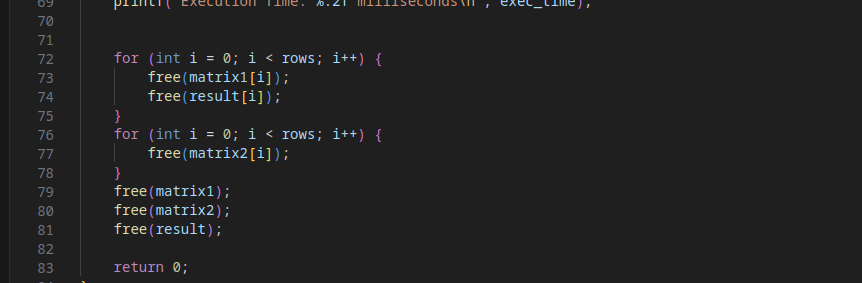 69 printf("Execution Time: %.2f milliseconds\n", exec_time);
70
71
72 for (int i = 0; i < rows; i++) {
73 free(matrix1[i]);
74 free(result[i]);
75 }
76 for (int i = 0; i < rows; i++) {
77 free(matrix2[i]);
78 }
79 free(matrix1);
80 free(matrix2);
81 free(result);
82
83 return 0;